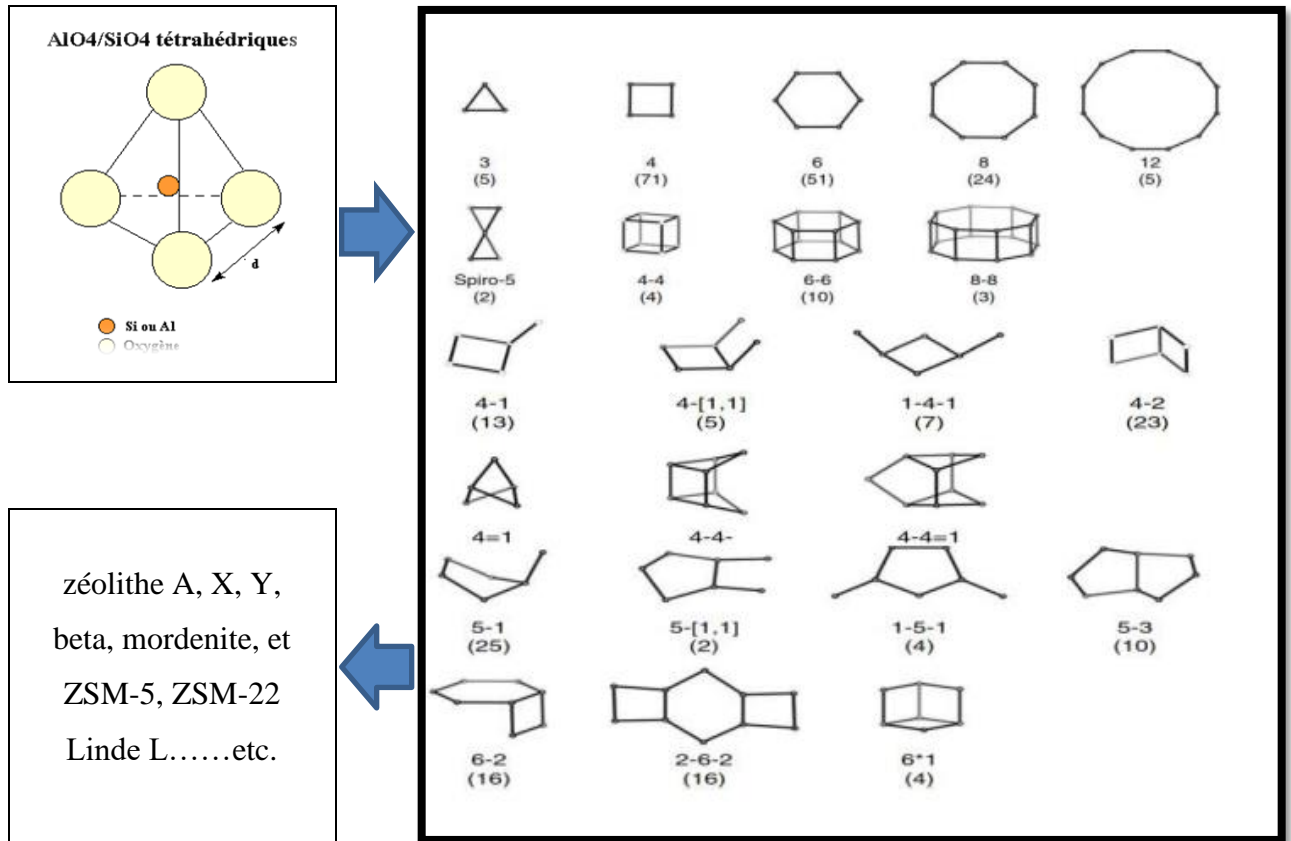 AlO4/SiO4 tétrahédriques
d
Si ou Al
Oxygène
3 4 6 8 12
(5) (71) (51) (24) (5)
Spiro-5 4-4 6-6 8-8
(2) (4) (10) (3)
4-1 4-[1,1] 1-4-1 4-2
(13) (5) (7) (23)
4=1 4-4- 4-4=1
5-1 5-[1,1] 1-5-1 5-3
(25) (2) (4) (10)
6-2 2-6-2 6*1
(16) (16) (4)
zéolithe A, X, Y,
beta, mordenite, et
ZSM-5, ZSM-22
Linde L……etc.